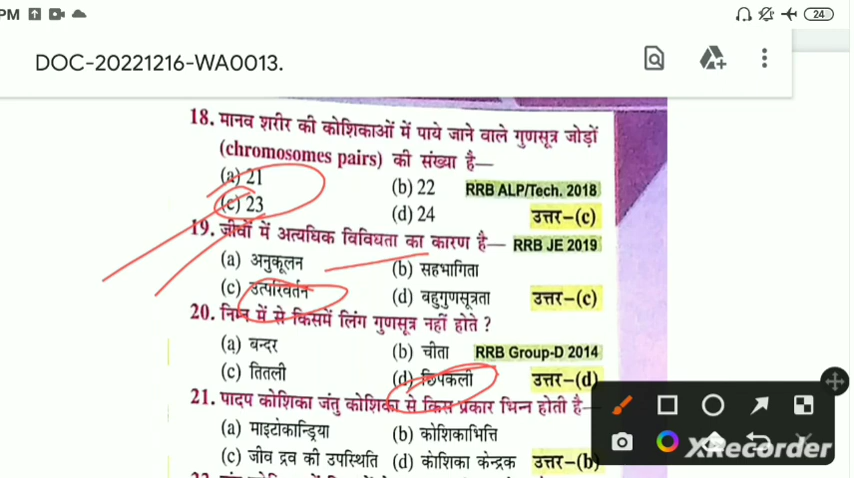 PM 24
DOC-20221216-WA0013.
18. मानव शरीर की कोशिकाओं में पाये जाने वाले गुणसूत्र जोड़ों
(chromosomes pairs) की संख्या है—
(a) 21 (b) 22 RRB ALP/Tech. 2018
(c) 23 (d) 24 उत्तर–(c)
19. जीवों में अत्यधिक विविधता का कारण है— RRB JE 2019
(a) अनुकूलन (b) सहभागिता
(c) उत्परिवर्तन (d) बहुगुणसूत्रता उत्तर–(c)
20. निम्न में से किसमें लिंग गुणसूत्र नहीं होते ?
(a) बन्दर (b) चीता RRB Group-D 2014
(c) तितली (d) छिपकली उत्तर–(d)
21. पादप कोशिका जंतु कोशिका से किस प्रकार भिन्न होती है–
(a) माइटोकान्ड्रिया (b) कोशिकाभित्ति
(c) जीव द्रव की उपस्थिति (d) कोशिका केन्द्रक उत्तर–(b)
XRecorder